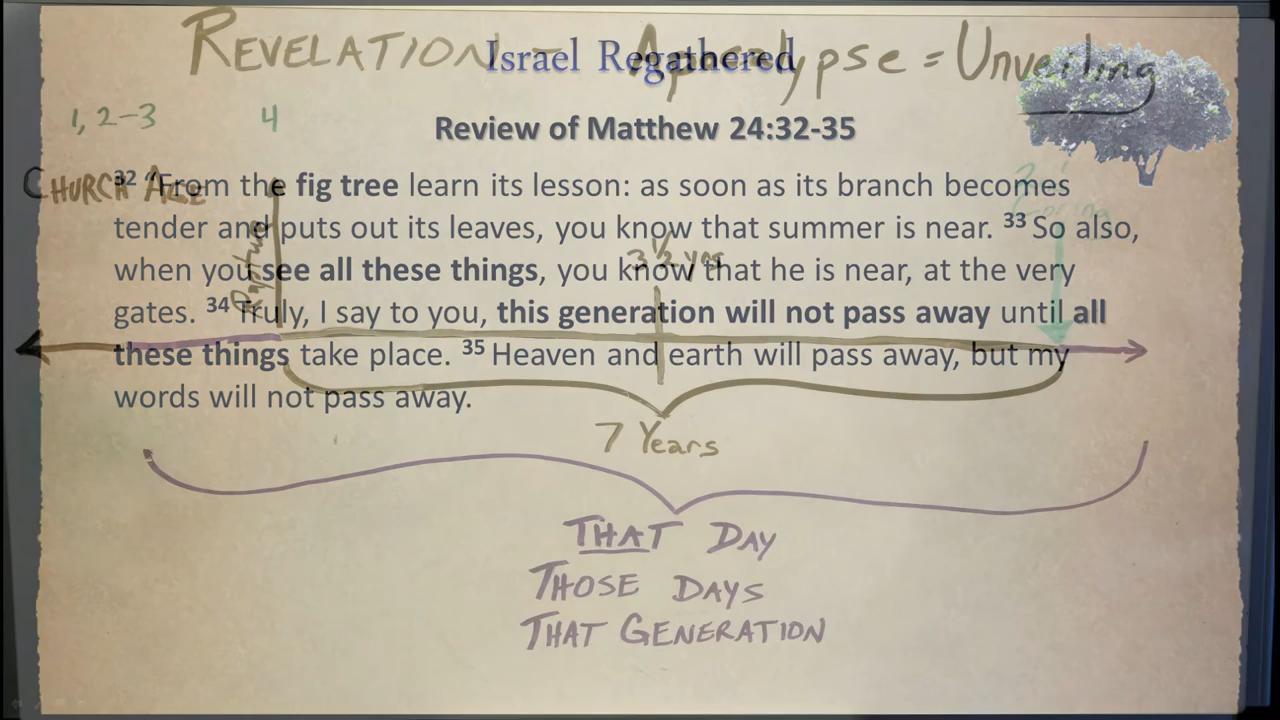 REVELATION - Apocalypse = Unveiling
Israel Regathered
1, 2-3
4
Review of Matthew 24:32-35
CHURCH AGE
32 “From the fig tree learn its lesson: as soon as its branch becomes
tender and puts out its leaves, you know that summer is near. 33 So also,
when you see all these things, you know that he is near, at the very
gates. 34 Truly, I say to you, this generation will not pass away until all
these things take place. 35 Heaven and earth will pass away, but my
words will not pass away.
Rapture
3 1/2 yrs
Coming
7 Years
THAT DAY
THOSE DAYS
THAT GENERATION